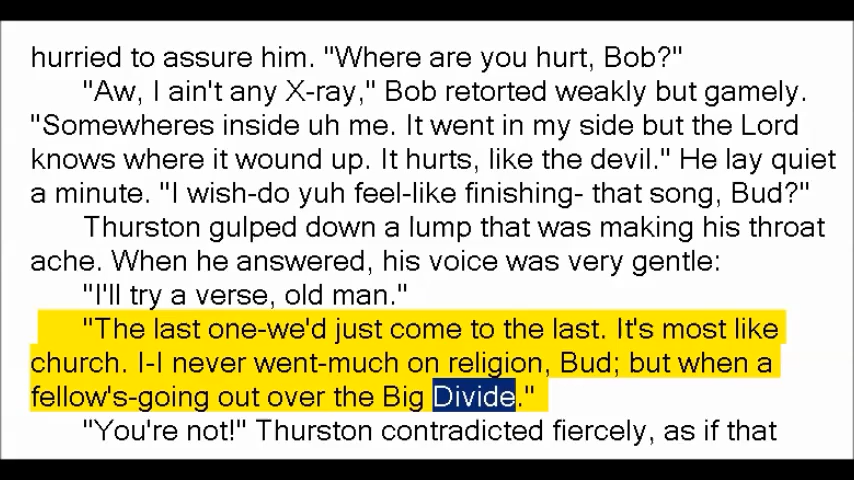 hurried to assure him. "Where are you hurt, Bob?"
"Aw, I ain't any X-ray," Bob retorted weakly but gamely.
"Somewheres inside uh me. It went in my side but the Lord
knows where it wound up. It hurts, like the devil." He lay quiet
a minute. "I wish-do yuh feel-like finishing- that song, Bud?"
Thurston gulped down a lump that was making his throat
ache. When he answered, his voice was very gentle:
"I'll try a verse, old man."
"The last one-we'd just come to the last. It's most like
church. I-I never went-much on religion, Bud; but when a
fellow's-going out over the Big Divide."
"You're not!" Thurston contradicted fiercely, as if that